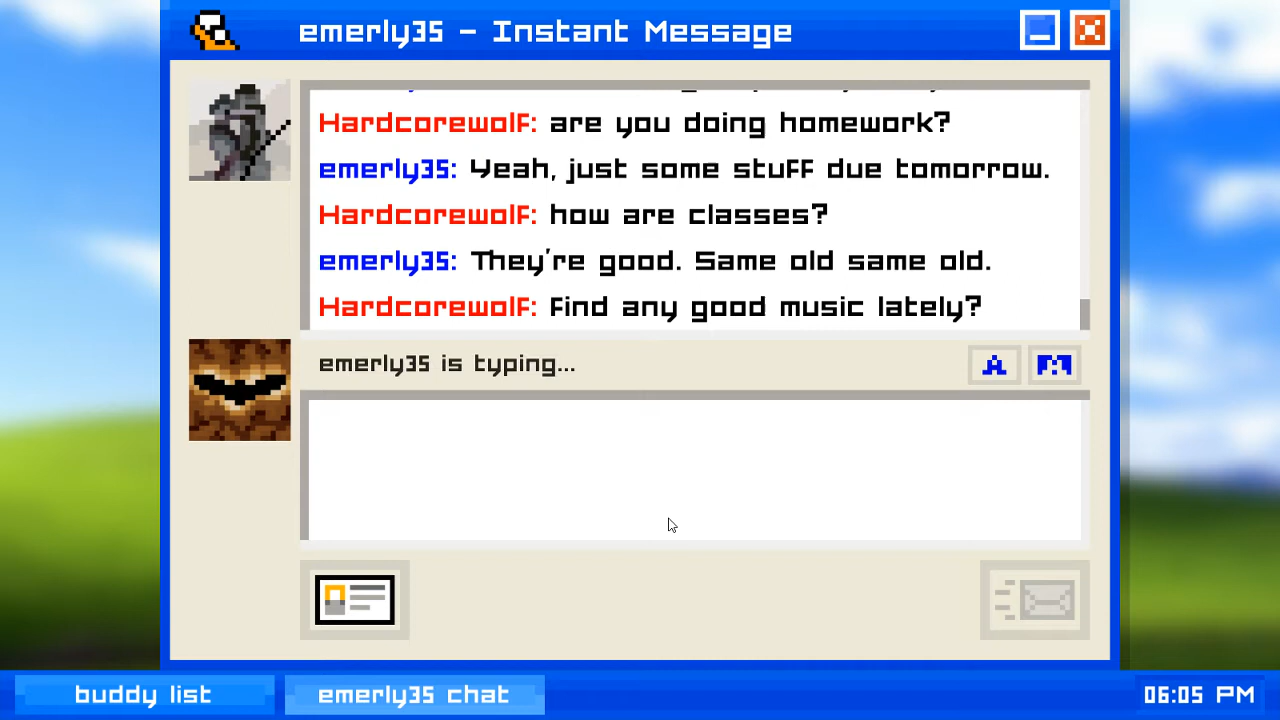 emerly35 – Instant Message
Hardcorewolf: are you doing homework?
emerly35: Yeah, just some stuff due tomorrow.
Hardcorewolf: how are classes?
emerly35: They're good. Same old same old.
Hardcorewolf: find any good music lately?
emerly35 is typing...
A
buddy list
emerly35 chat
06:05 PM